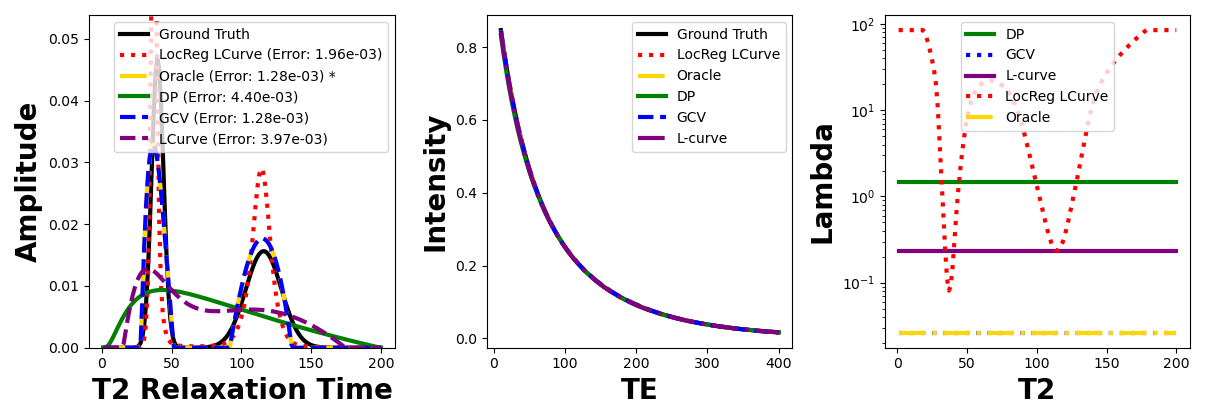 Amplitude
0.05
0.04
0.03
0.02
0.01
0.00
Ground Truth
LocReg LCurve (Error: 1.96e-03)
Oracle (Error: 1.28e-03) *
DP (Error: 4.40e-03)
GCV (Error: 1.28e-03)
LCurve (Error: 3.97e-03)
0 50 100 150 200
T2 Relaxation Time
Intensity
0.8
0.6
0.4
0.2
0.0
Ground Truth
LocReg LCurve
Oracle
DP
GCV
L-curve
0 100 200 300 400
TE
Lambda
10²
10¹
10⁰
10⁻¹
DP
GCV
L-curve
LocReg LCurve
Oracle
0 50 100 150 200
T2